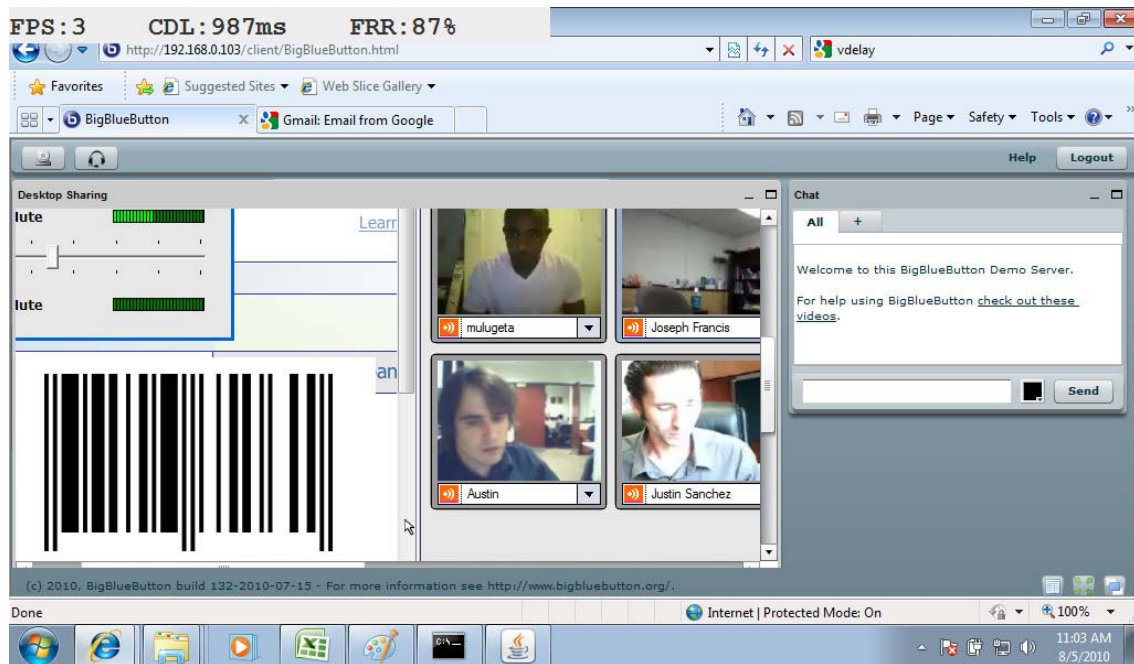 FPS:3 CDL:987ms FRR:87%
http://192.168.0.103/client/BigBlueButton.html
vdelay
Favorites Suggested Sites Web Slice Gallery
BigBlueButton x Gmail: Email from Google
Page Safety Tools »
Help Logout
Desktop Sharing
Chat
lute
Learn
All +
Welcome to this BigBlueButton Demo Server.
For help using BigBlueButton check out these
videos.
lute
mulugeta Joseph Francis
an
Send
Austin Justin Sanchez
(c) 2010, BigBlueButton build 132-2010-07-15 - For more information see http://www.bigbluebutton.org/.
Done Internet | Protected Mode: On 100%
C:\_
11:03 AM
8/5/2010